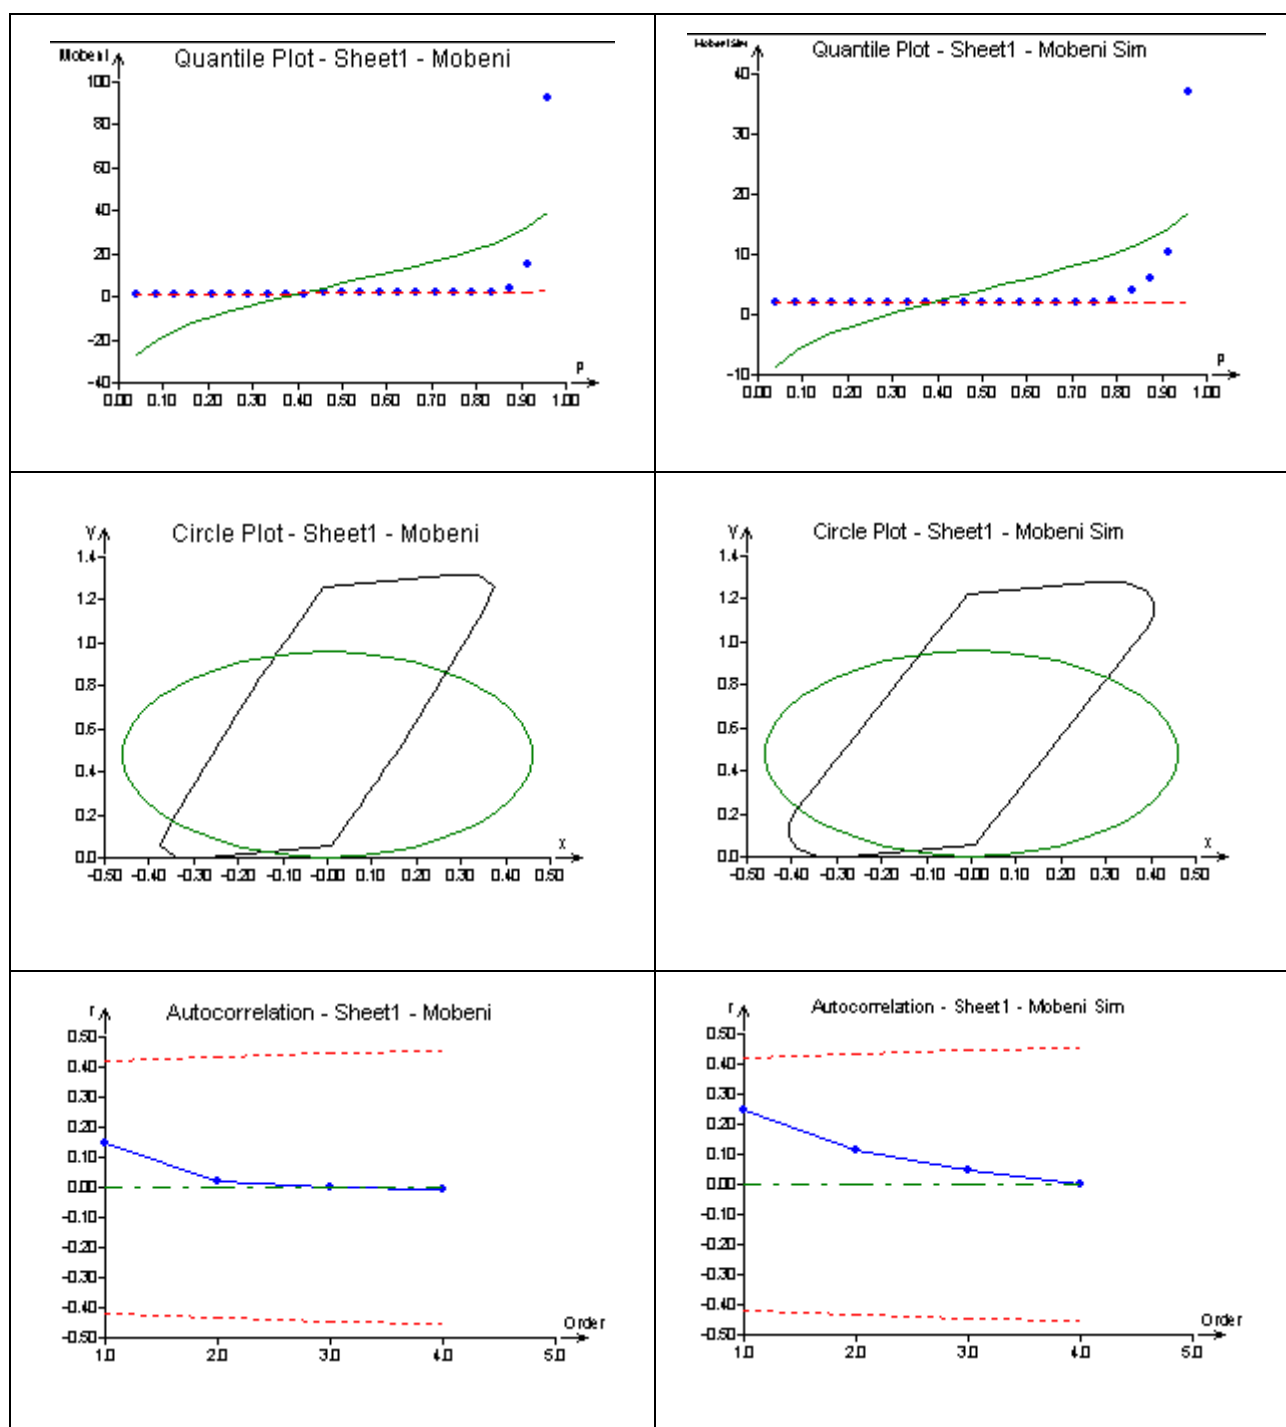 Mobeni
Quantile Plot - Sheet1 - Mobeni
100
80
60
40
20
0
-20
-40
P
0.00 0.10 0.20 0.30 0.40 0.50 0.60 0.70 0.80 0.90 1.00
Mobeni Sim
Quantile Plot - Sheet1 - Mobeni Sim
40
30
20
10
0
-10
P
0.00 0.10 0.20 0.30 0.40 0.50 0.60 0.70 0.80 0.90 1.00
Y
Circle Plot - Sheet1 - Mobeni
1.4
1.2
1.0
0.8
0.6
0.4
0.2
0.0
X
-0.50 -0.40 -0.30 -0.20 -0.10 -0.00 0.10 0.20 0.30 0.40 0.50
Y
Circle Plot - Sheet1 - Mobeni Sim
1.4
1.2
1.0
0.8
0.6
0.4
0.2
0.0
X
-0.50 -0.40 -0.30 -0.20 -0.10 -0.00 0.10 0.20 0.30 0.40 0.50
r
Autocorrelation - Sheet1 - Mobeni
0.50
0.40
0.30
0.20
0.10
0.00
-0.10
-0.20
-0.30
-0.40
-0.50
Order
1.0 2.0 3.0 4.0 5.0
r
Autocorrelation - Sheet1 - Mobeni Sim
0.50
0.40
0.30
0.20
0.10
0.00
-0.10
-0.20
-0.30
-0.40
-0.50
Order
1.0 2.0 3.0 4.0 5.0